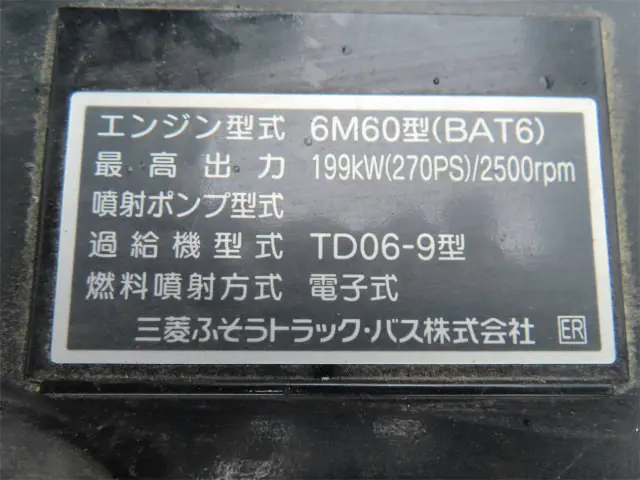 エンジン型式 6M60型(BAT6)
最高出力 199kW(270PS)/2500rpm
噴射ポンプ型式
過給機型式 TD06-9型
燃料噴射方式 電子式
三菱ふそうトラック・バス株式会社 ER